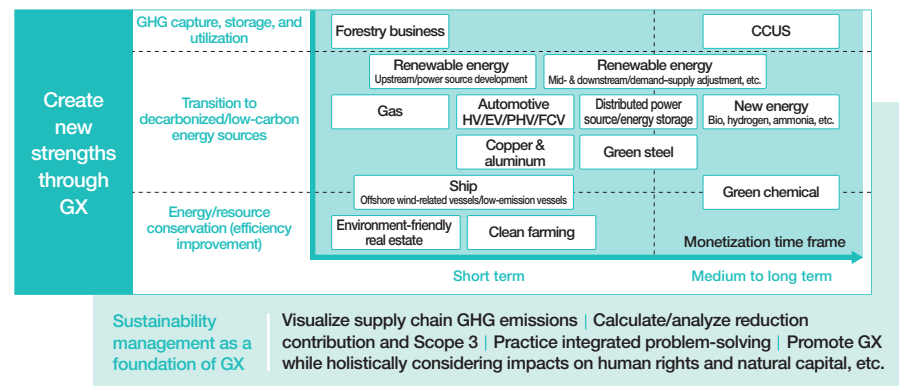 Create
new
strengths
through
GX
GHG capture, storage, and
utilization
Forestry business
CCUS
Transition to
decarbonized/low-carbon
energy sources
Renewable energy
Upstream/power source development
Renewable energy
Mid- & downstream/demand–supply adjustment, etc.
Gas
Automotive
HV/EV/PHV/FCV
Distributed power
source/energy storage
New energy
Bio, hydrogen, ammonia, etc.
Copper &
aluminum
Green steel
Ship
Offshore wind-related vessels/low-emission vessels
Green chemical
Energy/resource
conservation (efficiency
improvement)
Environment-friendly
real estate
Clean farming
Monetization time frame
Short term
Medium to long term
Sustainability
management as a
foundation of GX
Visualize supply chain GHG emissions | Calculate/analyze reduction
contribution and Scope 3 | Practice integrated problem-solving | Promote GX
while holistically considering impacts on human rights and natural capital, etc.